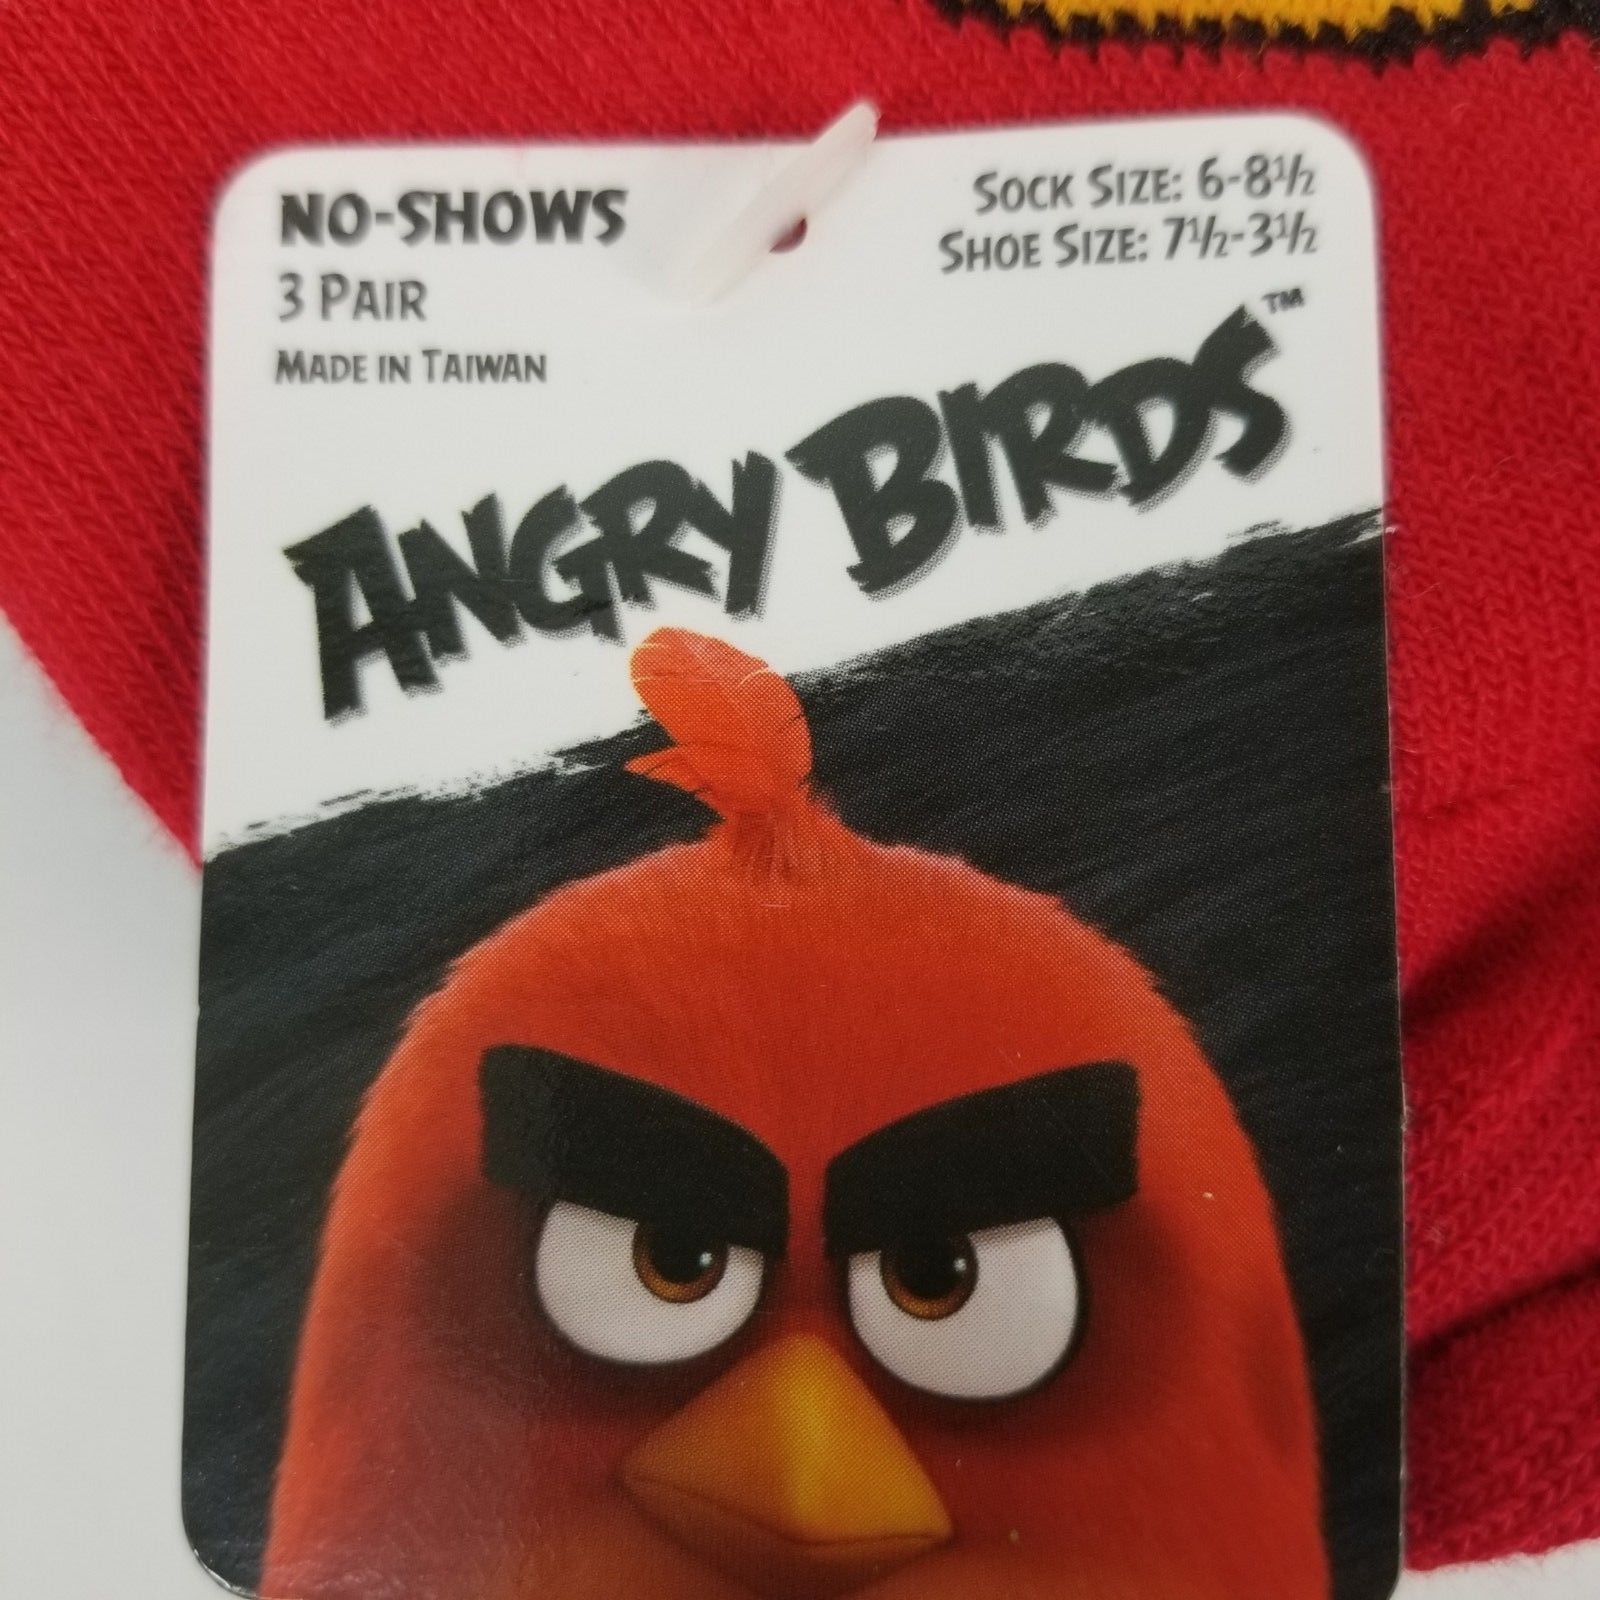 NO-SHOWS
3 PAIR
MADE IN TAIWAN
SOCK SIZE: 6-8½
SHOE SIZE: 7½-3½
ANGRY BIRDS™